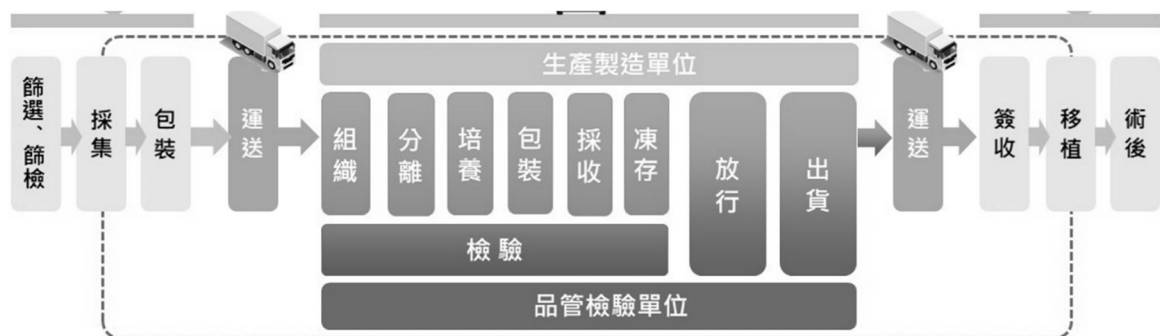 生產製造單位
篩選、篩檢
採集
包裝
運送
組織
分離
培養
包裝
採收
凍存
放行
出貨
運送
簽收
移植
術後
檢驗
品管檢驗單位